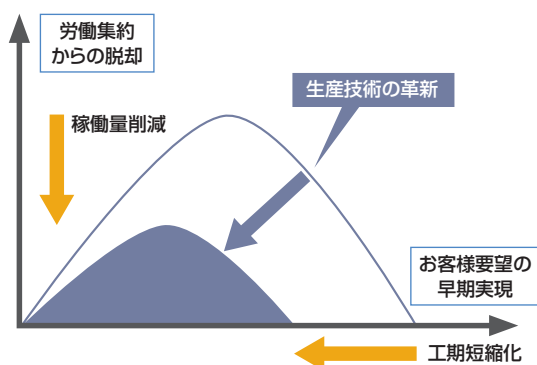 労働集約
からの脱却
生産技術の革新
稼働量削減
お客様要望の
早期実現
工期短縮化